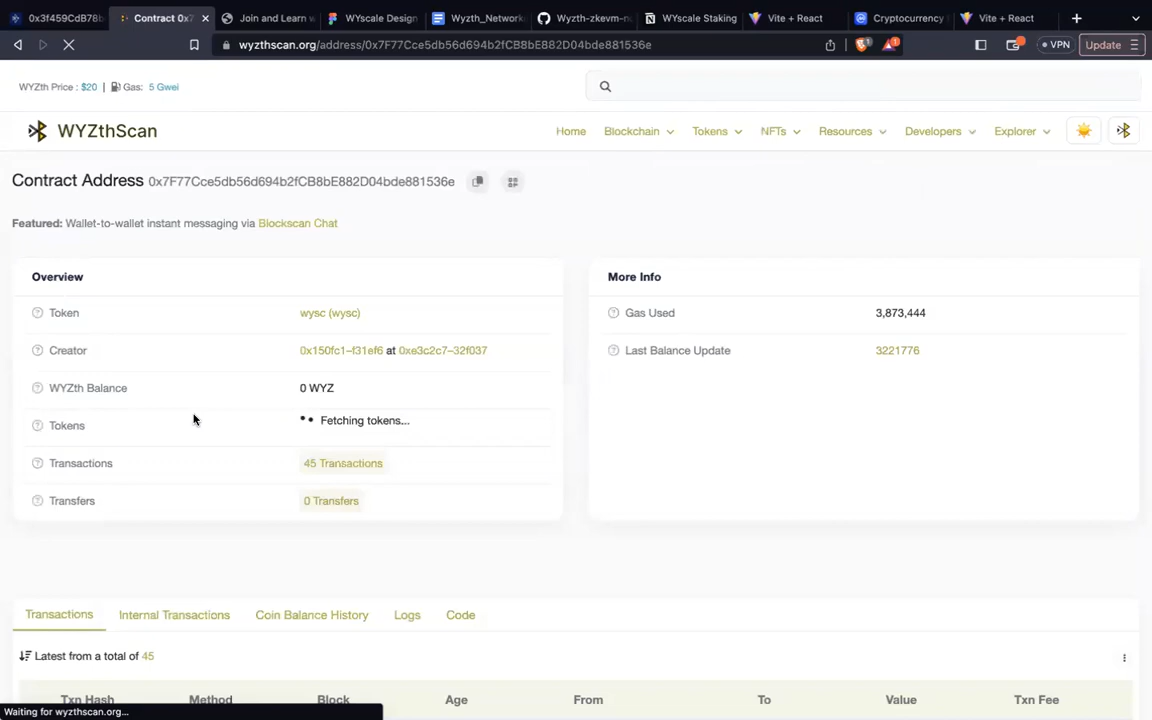 0x3f459CdB78b
Contract 0x7
Join and Learn w
WYscale Design
Wyzth_Network
Wyzth-zkevm-no
WYscale Staking
Vite + React
Cryptocurrency
Vite + React
wyzthscan.org/address/0x7F77Cce5db56d694b2fCB8bE882D04bde881536e
1
VPN
Update
WYZth Price : $20 | Gas: 5 Gwei
WYZthScan
Home
Blockchain
Tokens
NFTs
Resources
Developers
Explorer
Contract Address 0x7F77Cce5db56d694b2fCB8bE882D04bde881536e
Featured: Wallet-to-wallet instant messaging via Blockscan Chat
Overview
Token wysc (wysc)
Creator 0x150fc1–f31ef6 at 0xe3c2c7–32f037
WYZth Balance 0 WYZ
Tokens Fetching tokens...
Transactions 45 Transactions
Transfers 0 Transfers
More Info
Gas Used 3,873,444
Last Balance Update 3221776
Transactions
Internal Transactions
Coin Balance History
Logs
Code
Latest from a total of 45
Txn Hash Method Block Age From To Value Txn Fee
Waiting for wyzthscan.org...